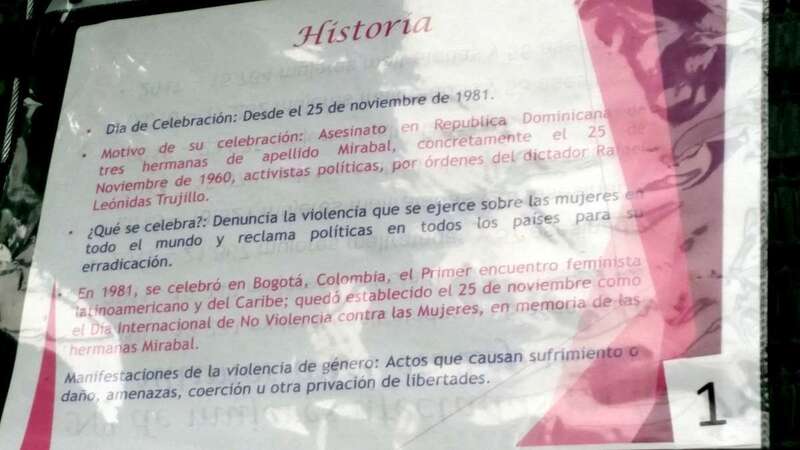 Historia
• Dia de Celebración: Desde el 25 de noviembre de 1981.
• Motivo de su celebración: Asesinato en Republica Dominicana de
tres hermanas de apellido Mirabal, concretamente el 25 de
Noviembre de 1960, activistas políticas, por órdenes del dictador Rafael
Leónidas Trujillo.
• ¿Qué se celebra?: Denuncia la violencia que se ejerce sobre las mujeres en
todo el mundo y reclama políticas en todos los países para su
erradicación.
• En 1981, se celebró en Bogotá, Colombia, el Primer encuentro feminista
latinoamericano y del Caribe; quedó establecido el 25 de noviembre como
el Día Internacional de No Violencia contra las Mujeres, en memoria de las
hermanas Mirabal.
Manifestaciones de la violencia de género: Actos que causan sufrimiento o
daño, amenazas, coerción u otra privación de libertades.
1